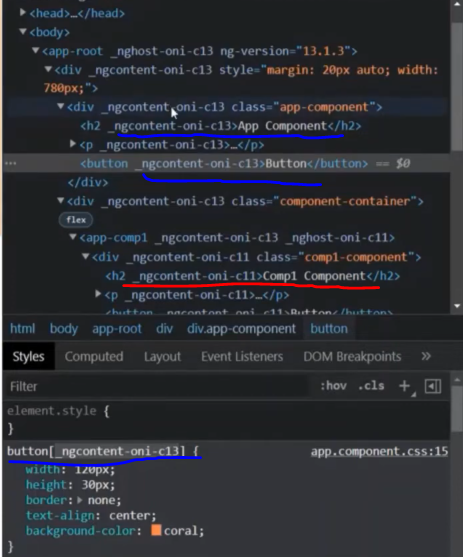 ▶<head>…</head>
▼<body>
▼<app-root _nghost-oni-c13 ng-version="13.1.3">
▼<div _ngcontent-oni-c13 style="margin: 20px auto; width:
780px;">
▼<div _ngcontent-oni-c13 class="app-component">
<h2 _ngcontent-oni-c13>App Component</h2>
▶<p _ngcontent-oni-c13>…</p>
… <button _ngcontent-oni-c13>Button</button> == $0
</div>
▼<div _ngcontent-oni-c13 class="component-container">
flex
▼<app-comp1 _ngcontent-oni-c13 _nghost-oni-c11>
▼<div _ngcontent-oni-c11 class="comp1-component">
<h2 _ngcontent-oni-c11>Comp1 Component</h2>
▶<p _ngcontent-oni-c11>…</p>
<button _ngcontent-oni-c11>Button</button>
html body app-root div div.app-component button
Styles Computed Layout Event Listeners DOM Breakpoints »
Filter :hov .cls +
element.style {
}
button[_ngcontent-oni-c13] { app.component.css:15
width: 120px;
height: 30px;
border: ▶ none;
text-align: center;
background-color: coral;
}